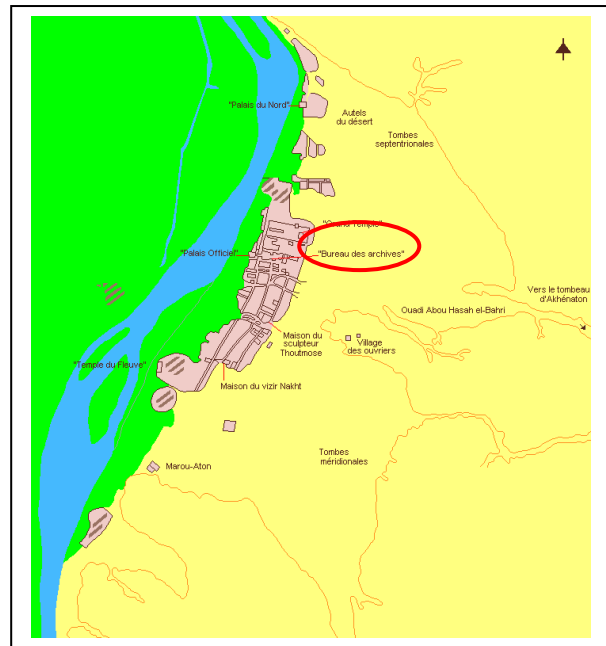 "Palais du Nord"
Autels
du désert
Tombes
septentrionales
"Grand Temple"
"Palais Officiel"
"Bureau des archives"
Vers le tombeau
d'Akhénaton
Ouadi Abou Hasah el-Bahri
Maison du
sculpteur
Thoutmose
Village
des ouvriers
"Temple du Fleuve"
Maison du vizir Nakht
Tombes
méridionales
Marou-Aton